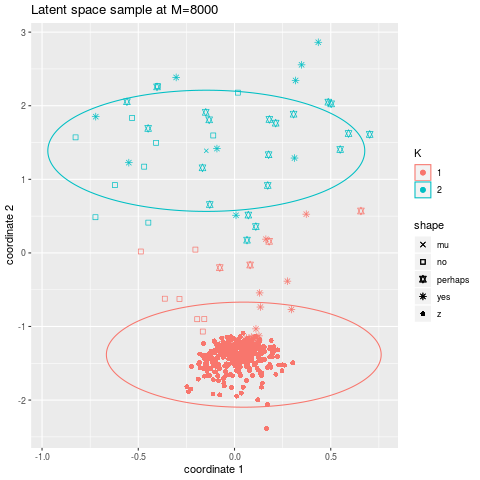 Latent space sample at M=8000
3
2
1
0
-1
-2
coordinate 2
-1.0
-0.5
0.0
0.5
coordinate 1
K
1
2
shape
mu
no
perhaps
yes
z